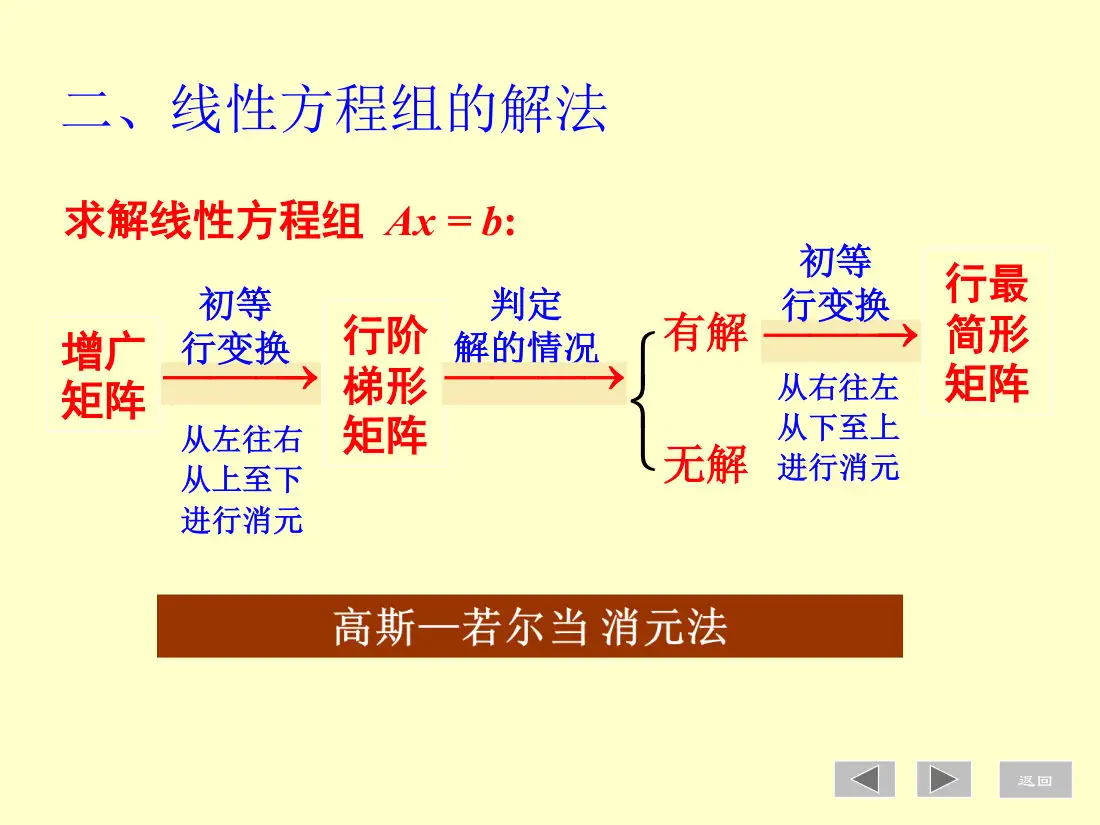 二、线性方程组的解法
求解线性方程组 Ax = b:
增广
矩阵
初等
行变换
从左往右
从上至下
进行消元
行阶
梯形
矩阵
判定
解的情况
有解
无解
初等
行变换
从右往左
从下至上
进行消元
行最
简形
矩阵
高斯—若尔当 消元法
返回